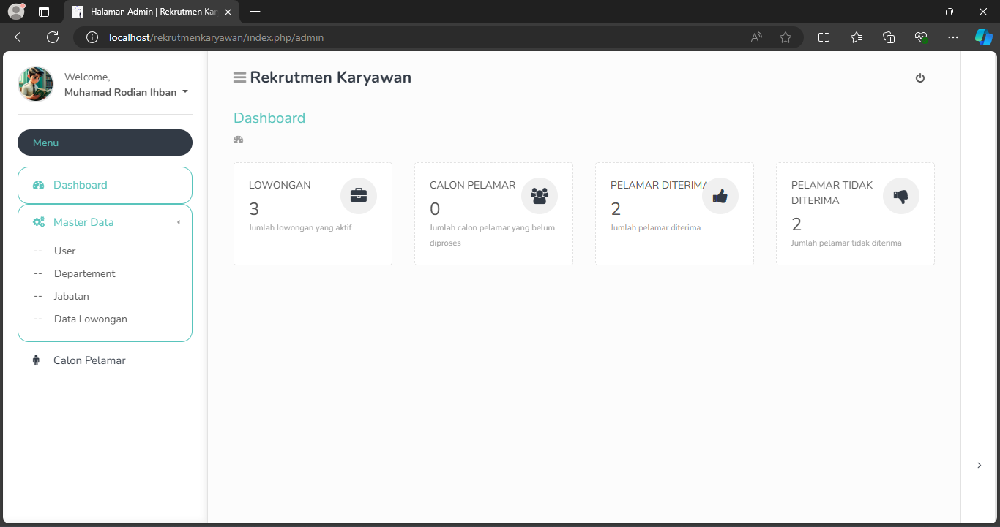 Halaman Admin | Rekrutmen Kar
localhost/rekrutmenkaryawan/index.php/admin
Welcome,
Muhamad Rodian Ihban
Menu
Dashboard
Master Data
-- User
-- Departement
-- Jabatan
-- Data Lowongan
Calon Pelamar
Rekrutmen Karyawan
Dashboard
LOWONGAN
3
Jumlah lowongan yang aktif
CALON PELAMAR
0
Jumlah calon pelamar yang belum
diproses
PELAMAR DITERIMA
2
Jumlah pelamar diterima
PELAMAR TIDAK
DITERIMA
2
Jumlah pelamar tidak diterima